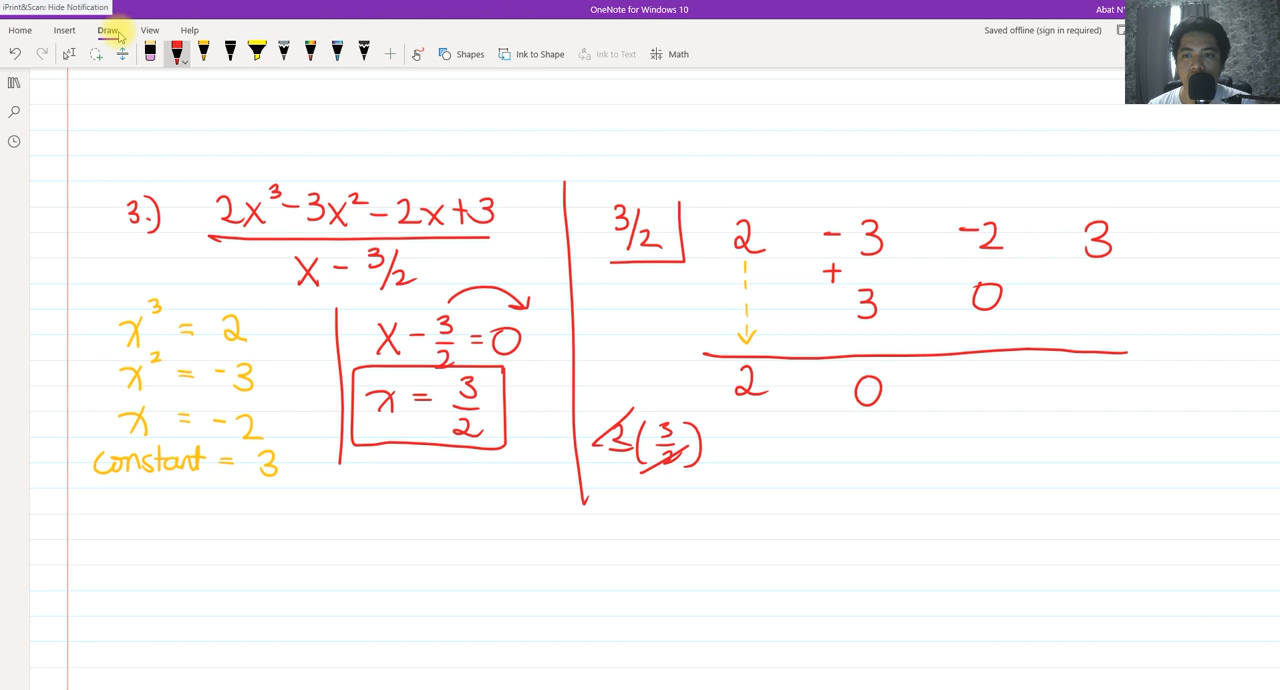 iPrint&Scan: Hide Notification
OneNote for Windows 10
Abat N
Home Insert Draw View Help
Saved offline (sign in required)
Shapes Ink to Shape Ink to Text Math
3.) 2x³-3x²-2x+3
x - 3/2
x³ = 2
x² = -3
x = -2
constant = 3
x - 3/2 = 0
x = 3/2
3/2 2 -3 -2 3
+
3 0
2 0
2(3/2)